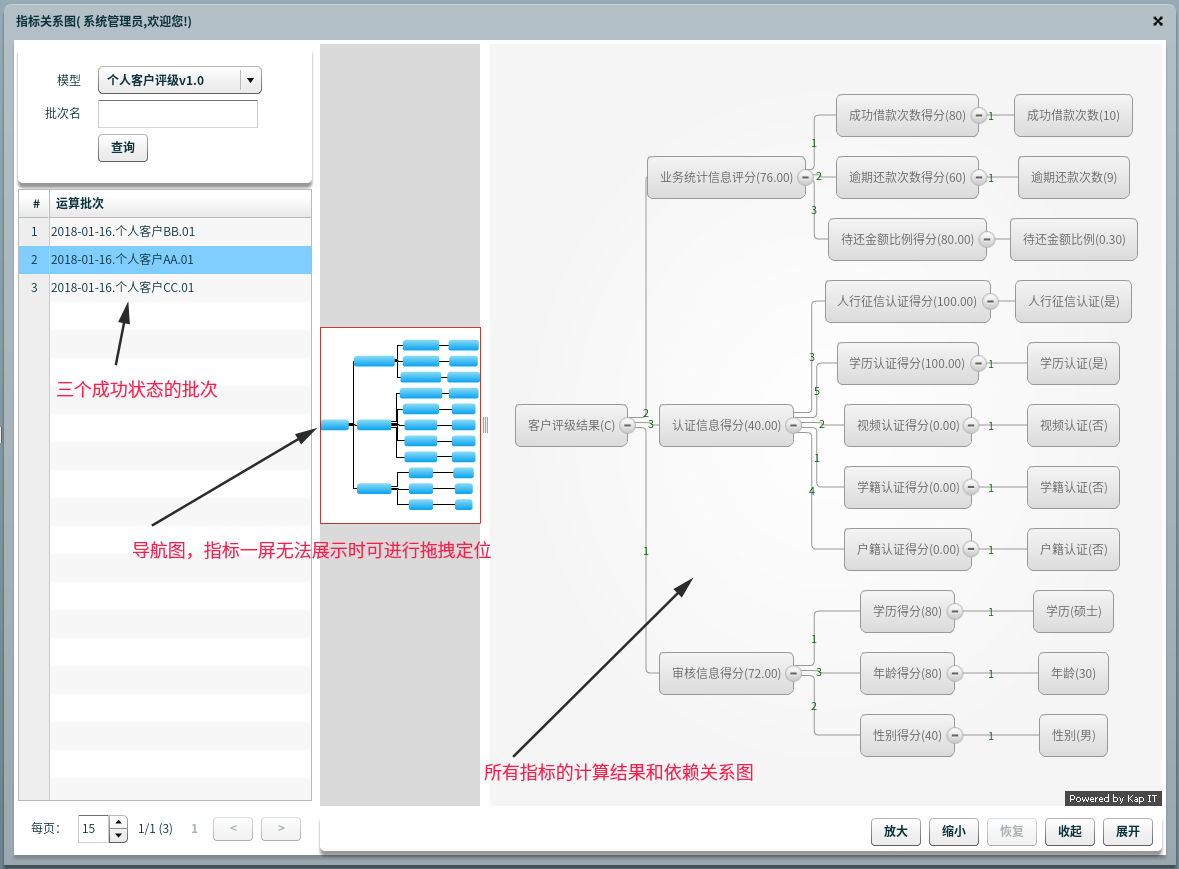 指标关系图( 系统管理员,欢迎您!)
模型
个人客户评级v1.0
批次名
查询
# 运算批次
1 2018-01-16.个人客户BB.01
2 2018-01-16.个人客户AA.01
3 2018-01-16.个人客户CC.01
三个成功状态的批次
导航图，指标一屏无法展示时可进行拖拽定位
每页：
15
1/1 (3)
1
<
>
客户评级结果(C)
2
3
1
业务统计信息评分(76.00)
1
2
3
成功借款次数得分(80)
1
成功借款次数(10)
逾期还款次数得分(60)
1
逾期还款次数(9)
待还金额比例得分(80.00)
待还金额比例(0.30)
认证信息得分(40.00)
3
5
2
1
4
人行征信认证得分(100.00)
人行征信认证(是)
学历认证得分(100.00)
1
学历认证(是)
视频认证得分(0.00)
1
视频认证(否)
学籍认证得分(0.00)
1
学籍认证(否)
户籍认证得分(0.00)
1
户籍认证(否)
审核信息得分(72.00)
1
3
2
学历得分(80)
1
学历(硕士)
年龄得分(80)
1
年龄(30)
性别得分(40)
1
性别(男)
所有指标的计算结果和依赖关系图
Powered by Kap IT
放大
缩小
恢复
收起
展开